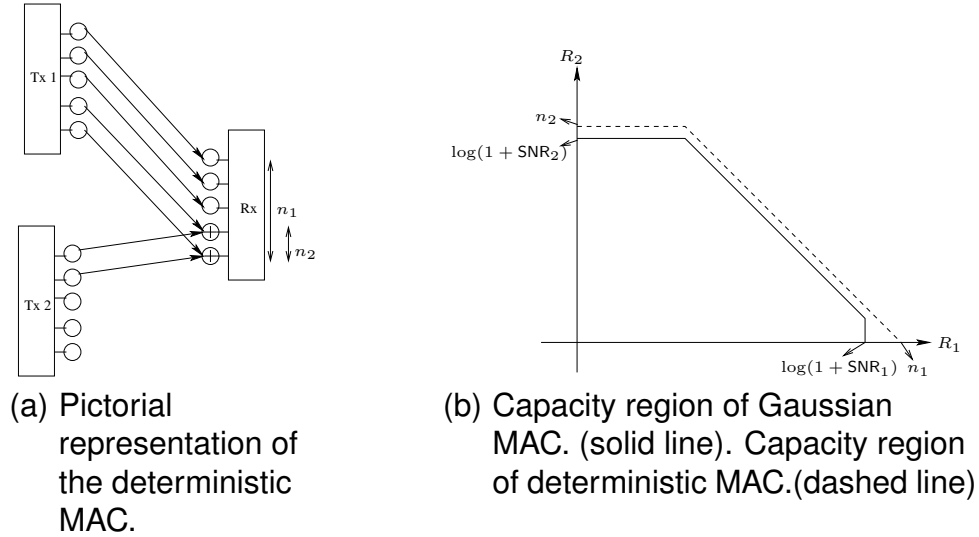 Tx 1
Rx
n₁
n₂
Tx 2
(a) Pictorial
representation of
the deterministic
MAC.
R₂
n₂
log(1 + SNR₂)
R₁
log(1 + SNR₁)
n₁
(b) Capacity region of Gaussian
MAC. (solid line). Capacity region
of deterministic MAC.(dashed line)